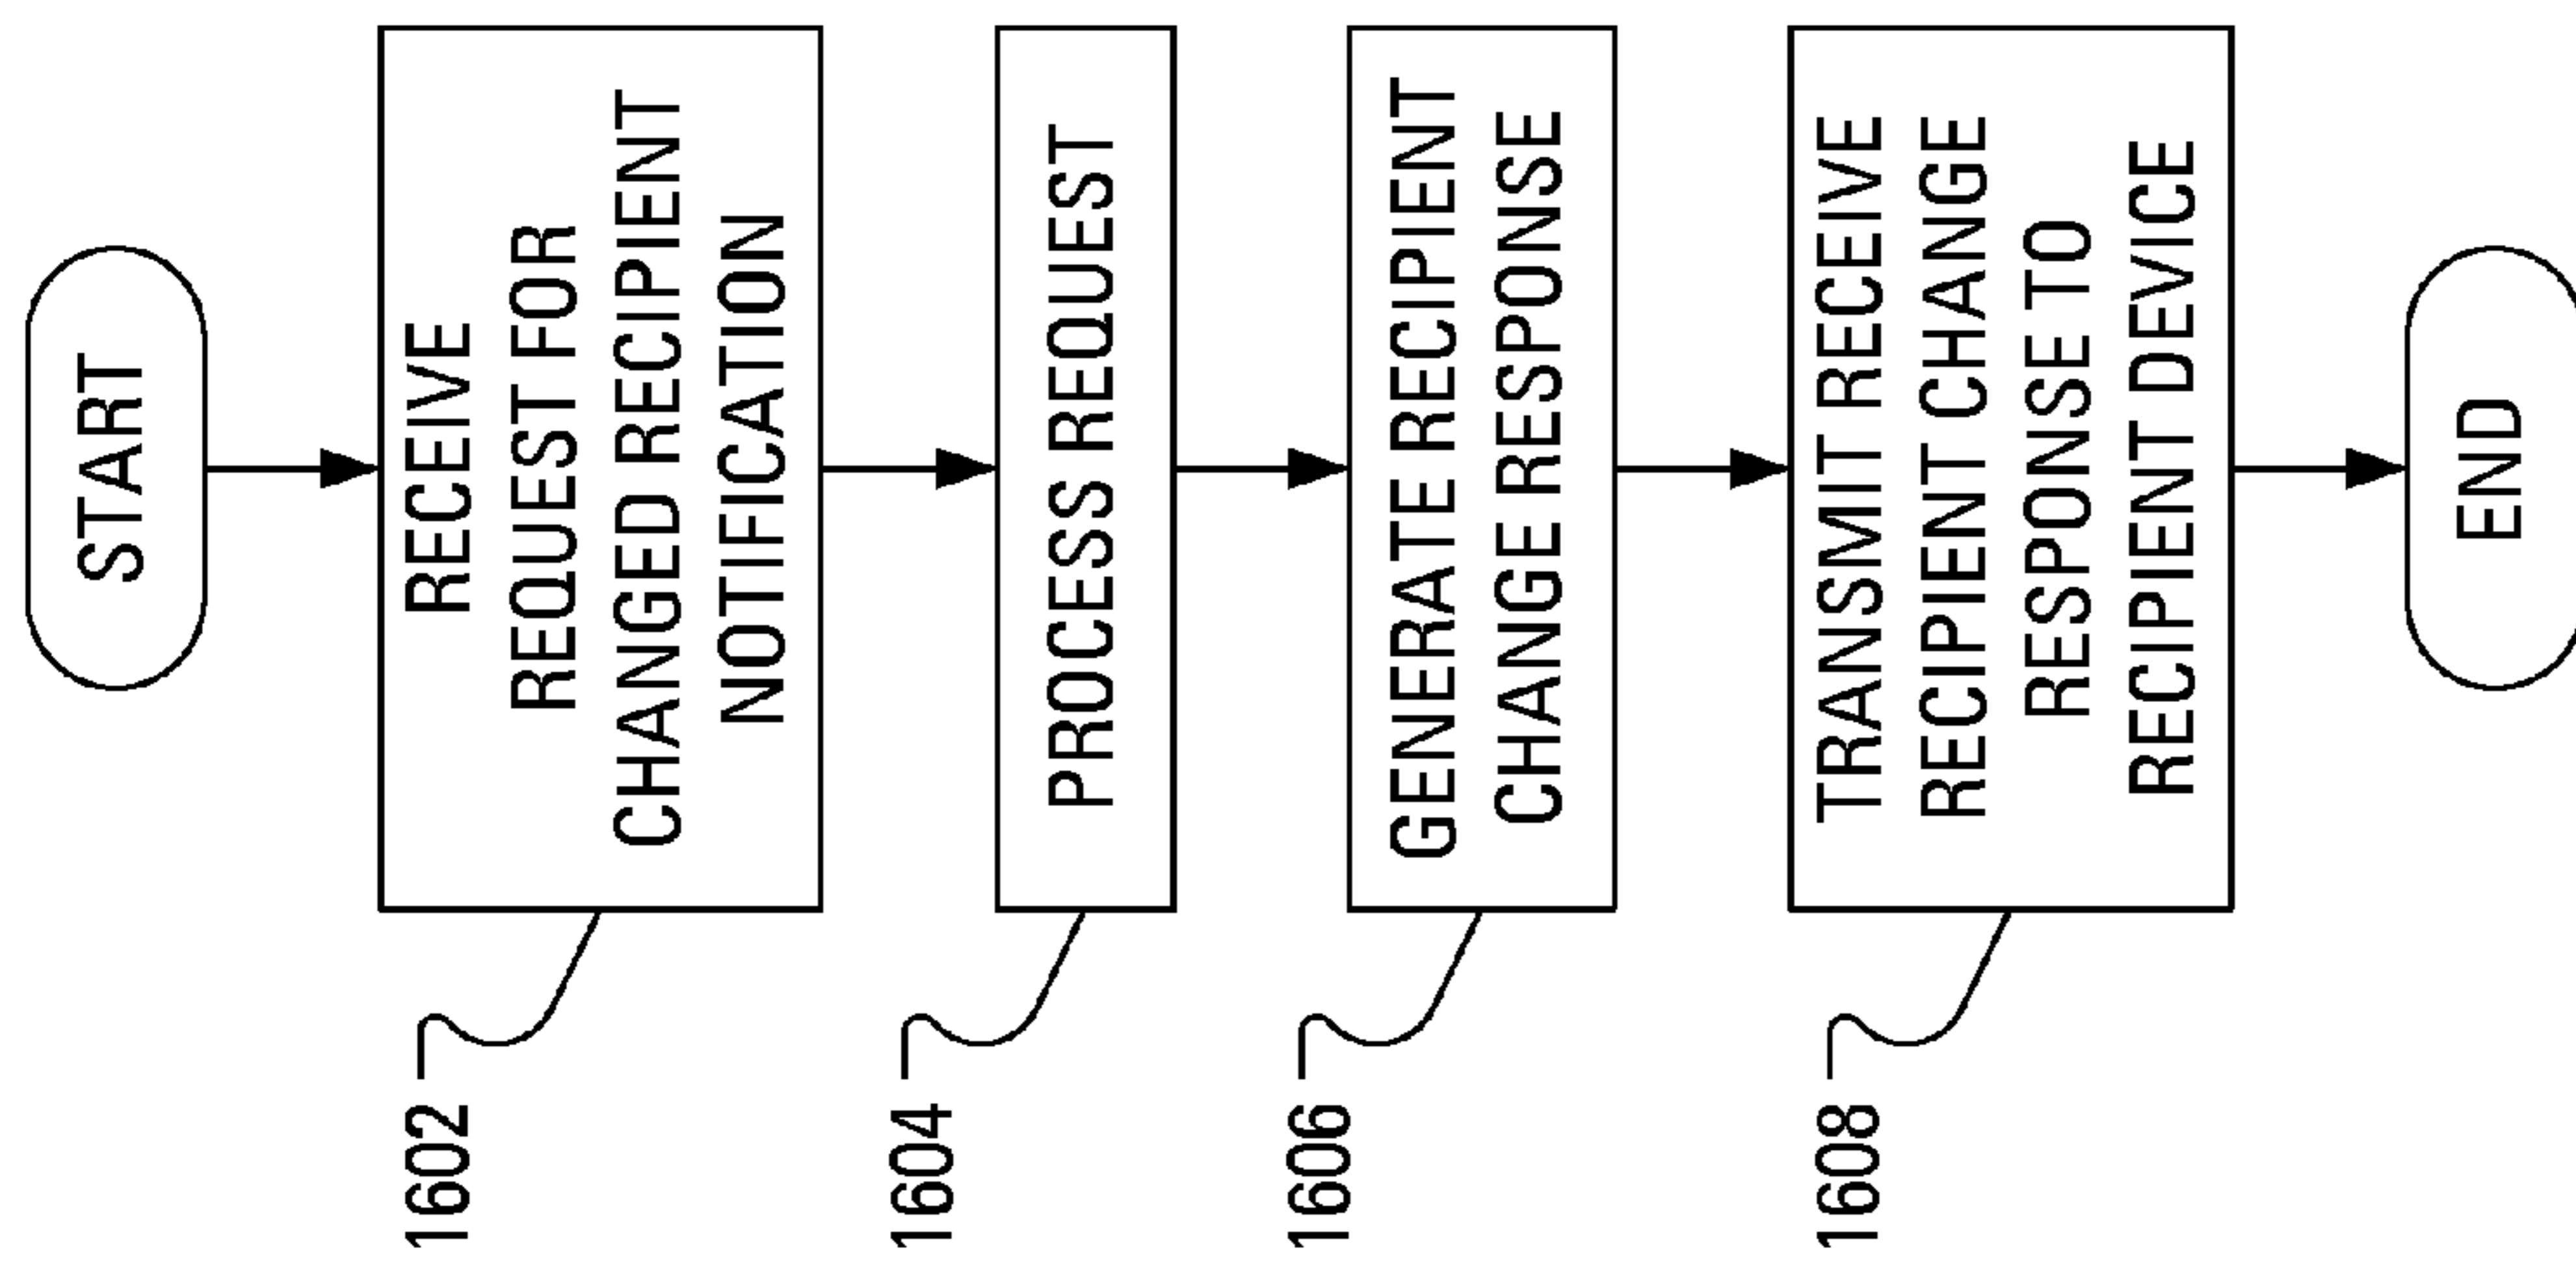 START
RECEIVE
REQUEST FOR
CHANGED RECIPIENT
NOTIFICATION
1602
PROCESS REQUEST
1604
GENERATE RECIPIENT
CHANGE RESPONSE
1606
TRANSMIT RECEIVE
RECIPIENT CHANGE
RESPONSE TO
RECIPIENT DEVICE
1608
END